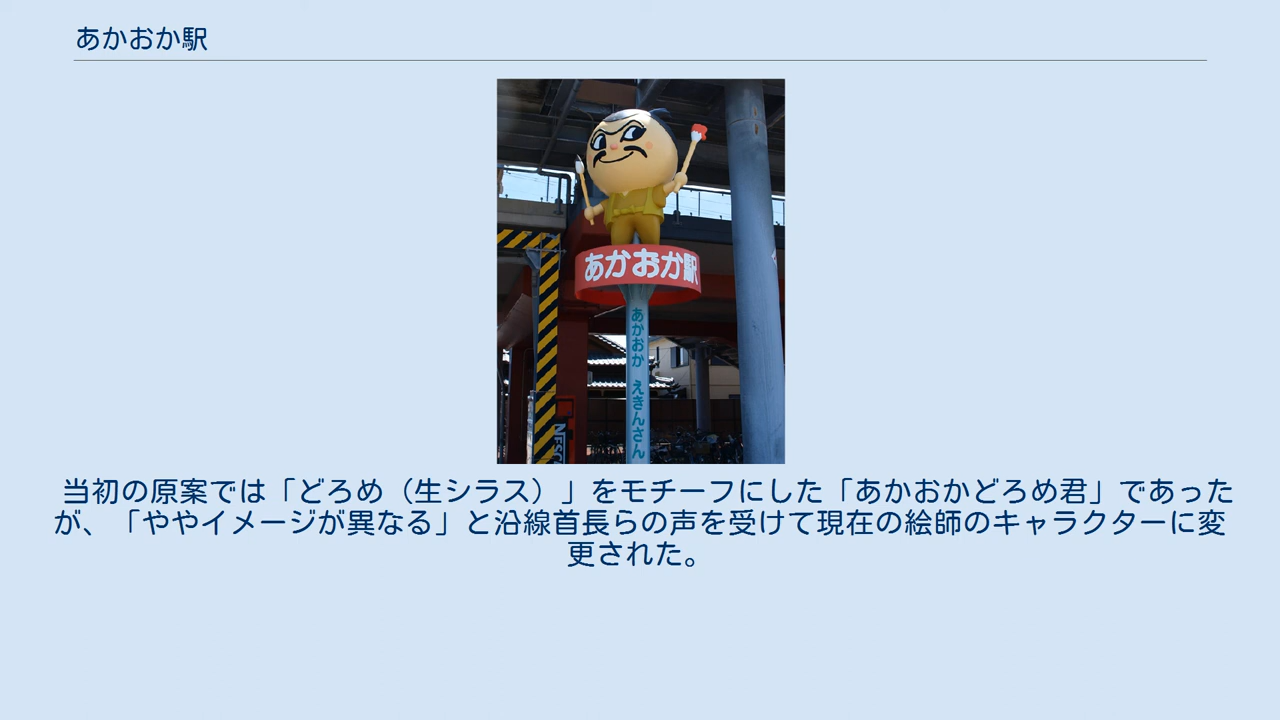 あかおか駅
あかおか駅
あかおか えきんさん
NESC
当初の原案では「どろめ（生シラス）」をモチーフにした「あかおかどろめ君」であった
が、「ややイメージが異なる」と沿線首長らの声を受けて現在の絵師のキャラクターに変
更された。